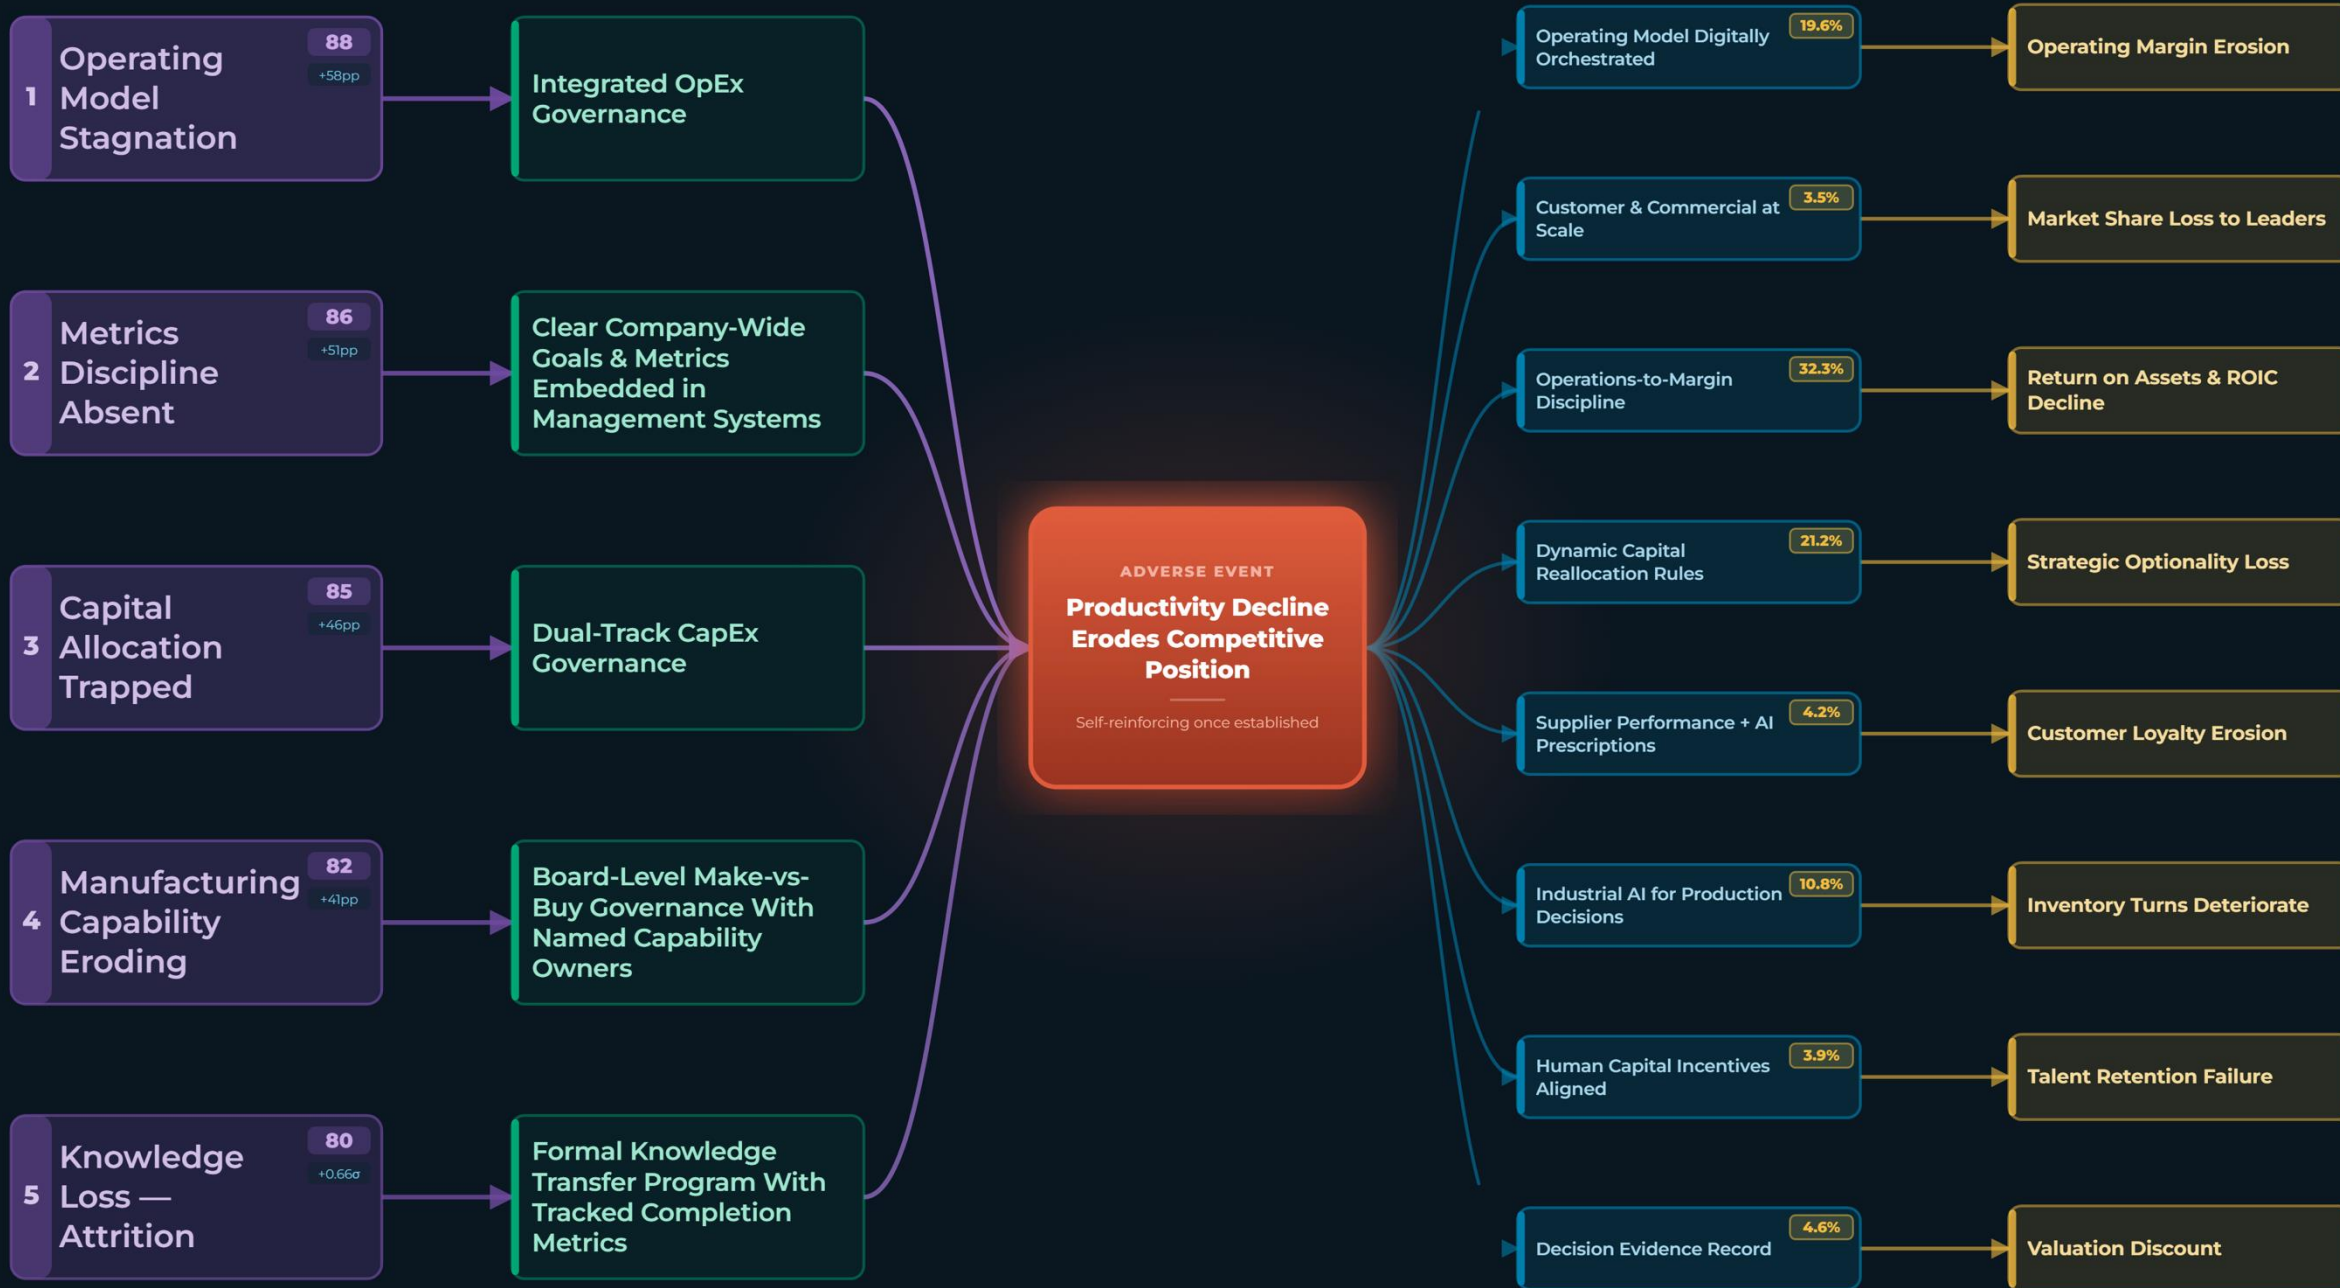 1
Operating
Model
Stagnation
88
+58pp
Integrated OpEx
Governance
2
Metrics
Discipline
Absent
86
+51pp
Clear Company-Wide
Goals & Metrics
Embedded in
Management Systems
3
Capital
Allocation
Trapped
85
+46pp
Dual-Track CapEx
Governance
4
Manufacturing
Capability
Eroding
82
+41pp
Board-Level Make-vs-
Buy Governance With
Named Capability
Owners
5
Knowledge
Loss —
Attrition
80
+0.66σ
Formal Knowledge
Transfer Program With
Tracked Completion
Metrics
ADVERSE EVENT
Productivity Decline
Erodes Competitive
Position
Self-reinforcing once established
Operating Model Digitally
Orchestrated
19.6%
Operating Margin Erosion
Customer & Commercial at
Scale
3.5%
Market Share Loss to Leaders
Operations-to-Margin
Discipline
32.3%
Return on Assets & ROIC
Decline
Dynamic Capital
Reallocation Rules
21.2%
Strategic Optionality Loss
Supplier Performance + AI
Prescriptions
4.2%
Customer Loyalty Erosion
Industrial AI for Production
Decisions
10.8%
Inventory Turns Deteriorate
Human Capital Incentives
Aligned
3.9%
Talent Retention Failure
Decision Evidence Record
4.6%
Valuation Discount